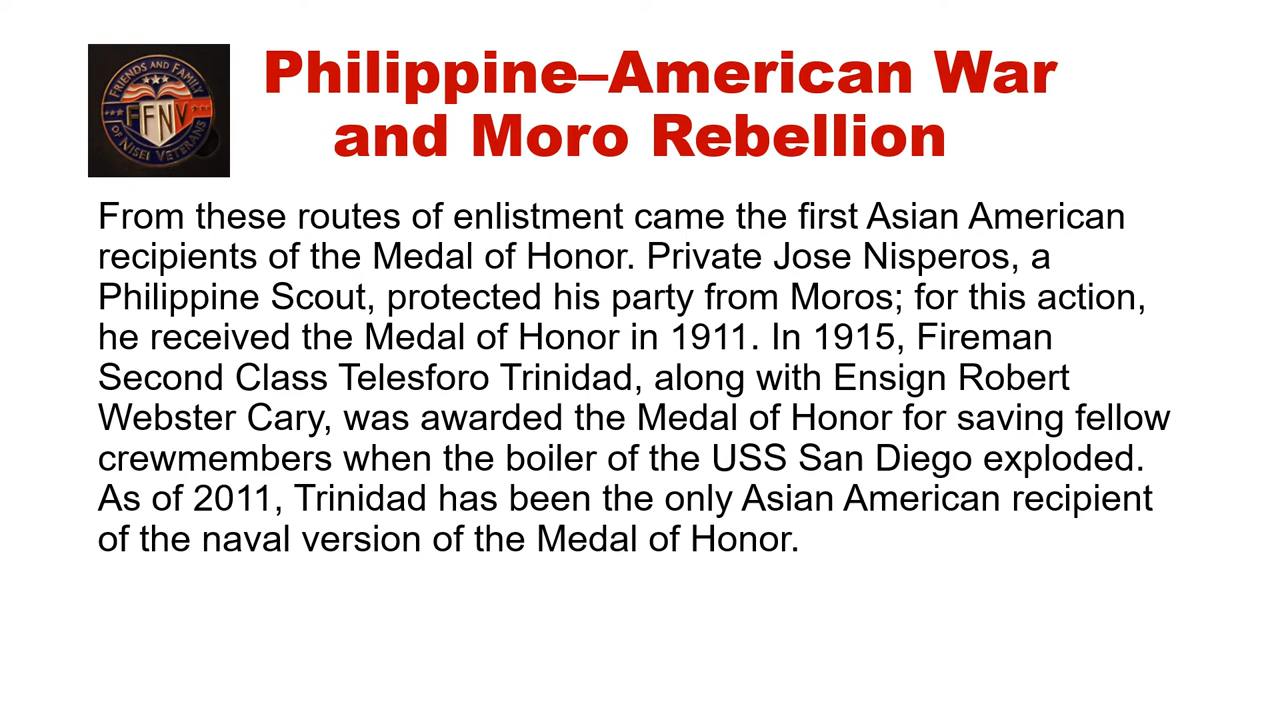 FRIENDS AND FAMILY
FFNV
OF NISEI VETERANS
Philippine–American War
and Moro Rebellion
From these routes of enlistment came the first Asian American
recipients of the Medal of Honor. Private Jose Nisperos, a
Philippine Scout, protected his party from Moros; for this action,
he received the Medal of Honor in 1911. In 1915, Fireman
Second Class Telesforo Trinidad, along with Ensign Robert
Webster Cary, was awarded the Medal of Honor for saving fellow
crewmembers when the boiler of the USS San Diego exploded.
As of 2011, Trinidad has been the only Asian American recipient
of the naval version of the Medal of Honor.